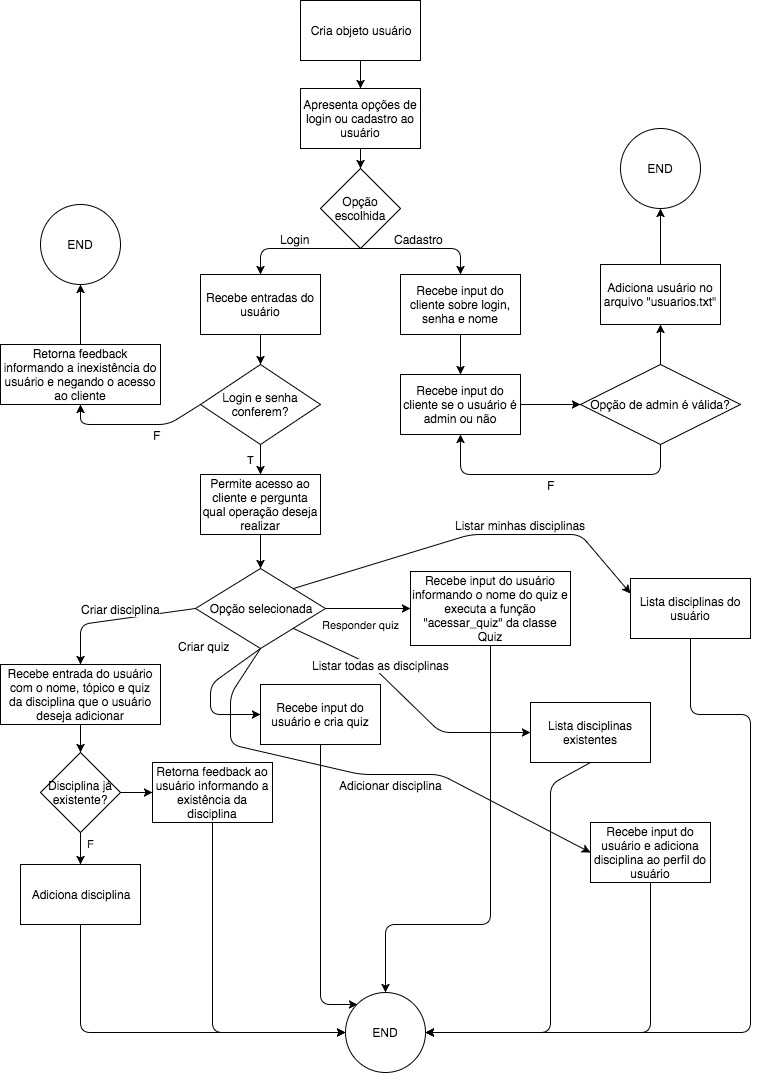 Cria objeto usuário
Apresenta opções de
login ou cadastro ao
usuário
END
Opção
escolhida
END
Login
Cadastro
Recebe entradas do
usuário
Recebe input do
cliente sobre login,
senha e nome
Adiciona usuário no
arquivo "usuarios.txt"
Retorna feedback
informando a inexistência do
usuário e negando o acesso
ao cliente
Login e senha
conferem?
Recebe input do
cliente se o usuário é
admin ou não
Opção de admin é válida?
F
T
F
Permite acesso ao
cliente e pergunta
qual operação deseja
realizar
Listar minhas disciplinas
Criar disciplina
Opção selecionada
Responder quiz
Recebe input do usuário
informando o nome do quiz e
executa a função
"acessar_quiz" da classe
Quiz
Lista disciplinas do
usuário
Criar quiz
Listar todas as disciplinas
Recebe entrada do usuário
com o nome, tópico e quiz
da disciplina que o usuário
deseja adicionar
Recebe input do
usuário e cria quiz
Lista disciplinas
existentes
Disciplina já
existente?
Retorna feedback ao
usuário informando a
existência da
disciplina
Adicionar disciplina
F
Recebe input do
usuário e adiciona
disciplina ao perfil do
usuário
Adiciona disciplina
END